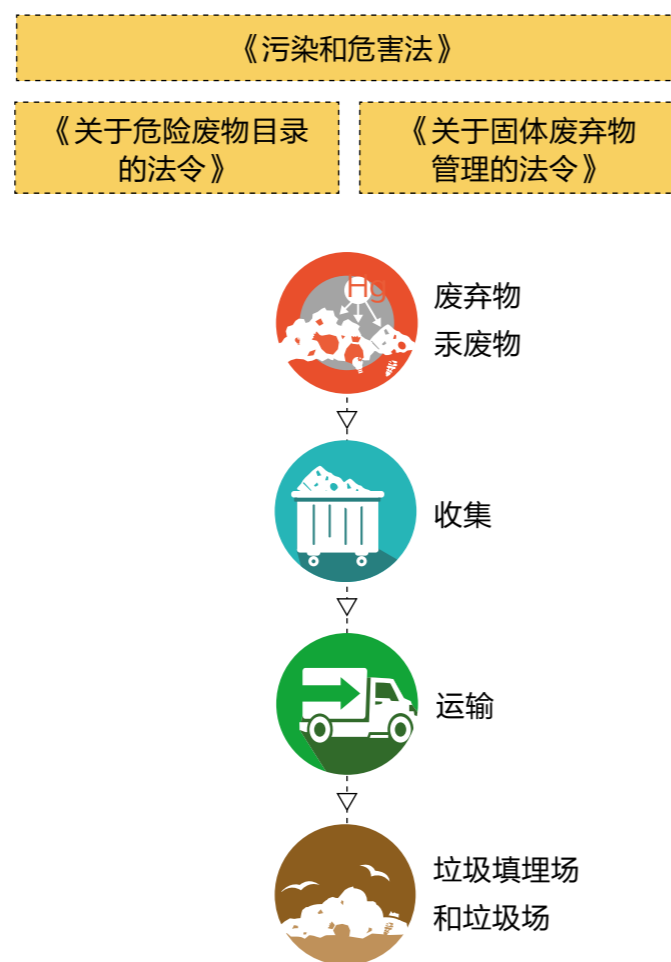 《污染和危害法》
《关于危险废物目录
的法令》
《关于固体废弃物
管理的法令》
Hg
废弃物
汞废物
收集
运输
垃圾填埋场
和垃圾场